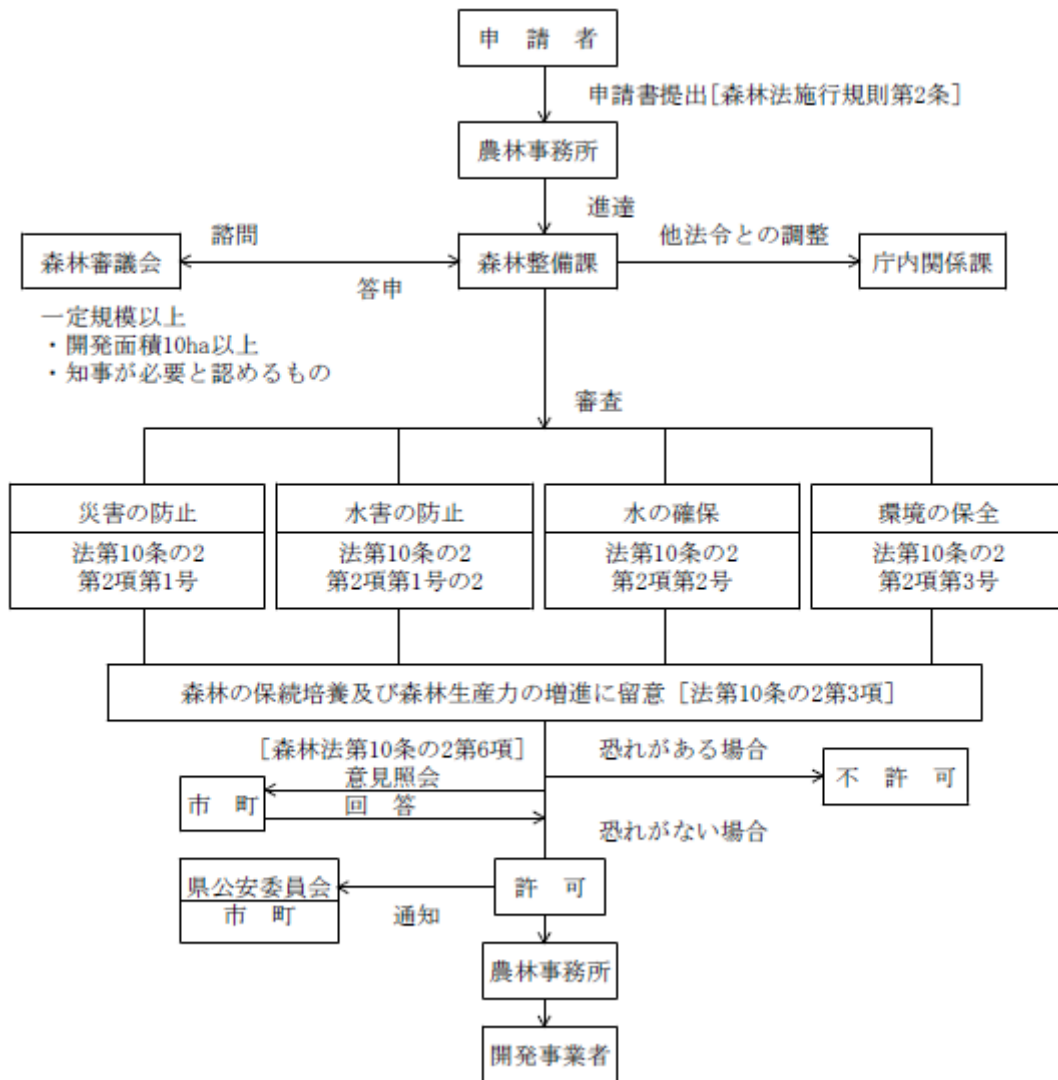 申 請 者
申請書提出[森林法施行規則第2条]
農林事務所
進達
諮問
他法令との調整
森林審議会
森林整備課
庁内関係課
答申
一定規模以上
・開発面積10ha以上
・知事が必要と認めるもの
審査
災害の防止
法第10条の2
第2項第1号
水害の防止
法第10条の2
第2項第1号の2
水の確保
法第10条の2
第2項第2号
環境の保全
法第10条の2
第2項第3号
森林の保続培養及び森林生産力の増進に留意[法第10条の2第3項]
[森林法第10条の2第6項]
意見照会
恐れがある場合
不 許 可
市 町
回 答
恐れがない場合
県公安委員会
市 町
通知
許 可
農林事務所
開発事業者